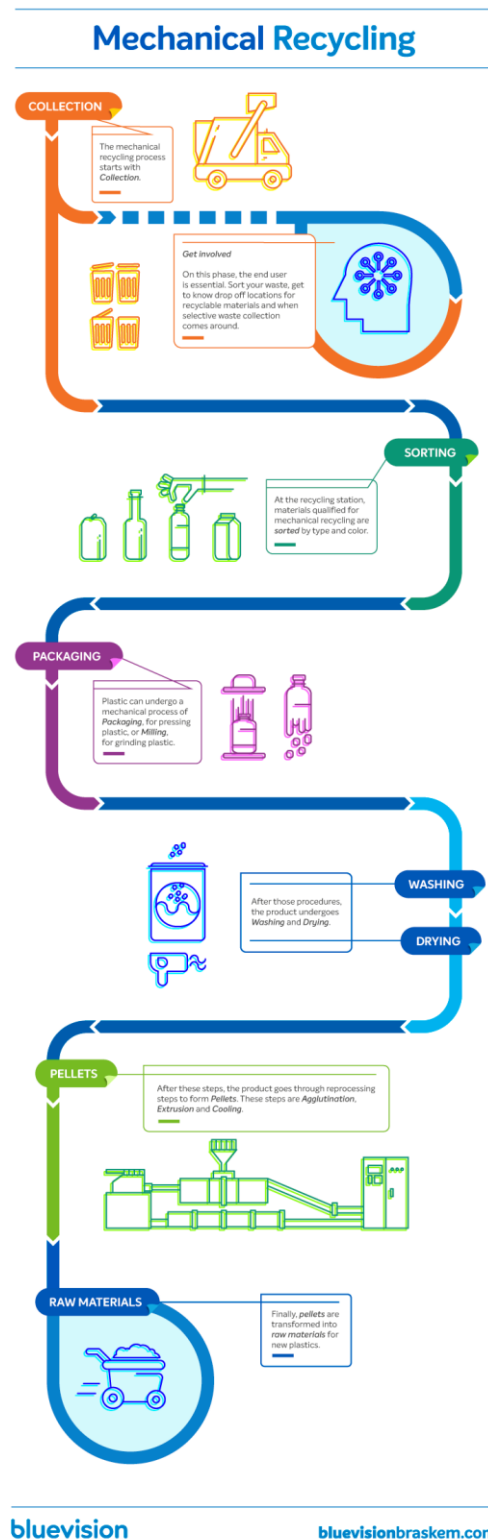 Mechanical Recycling
COLLECTION
The mechanical
recycling process
starts with
Collection.
Get involved
On this phase, the end user
is essential. Sort your waste, get
to know drop off locations for
recyclable materials and when
selective waste collection
comes around.
SORTING
At the recycling station,
materials qualified for
mechanical recycling are
sorted by type and color.
PACKAGING
Plastic can undergo a
mechanical process of
Packaging, for pressing
plastic, or Milling,
for grinding plastic.
WASHING
After those procedures,
the product undergoes
Washing and Drying.
DRYING
PELLETS
After these steps, the product goes through reprocessing
steps to form Pellets. These steps are Agglutination,
Extrusion and Cooling.
RAW MATERIALS
Finally, pellets are
transformed into
raw materials for
new plastics.
bluevision
bluevisionbraskem.com